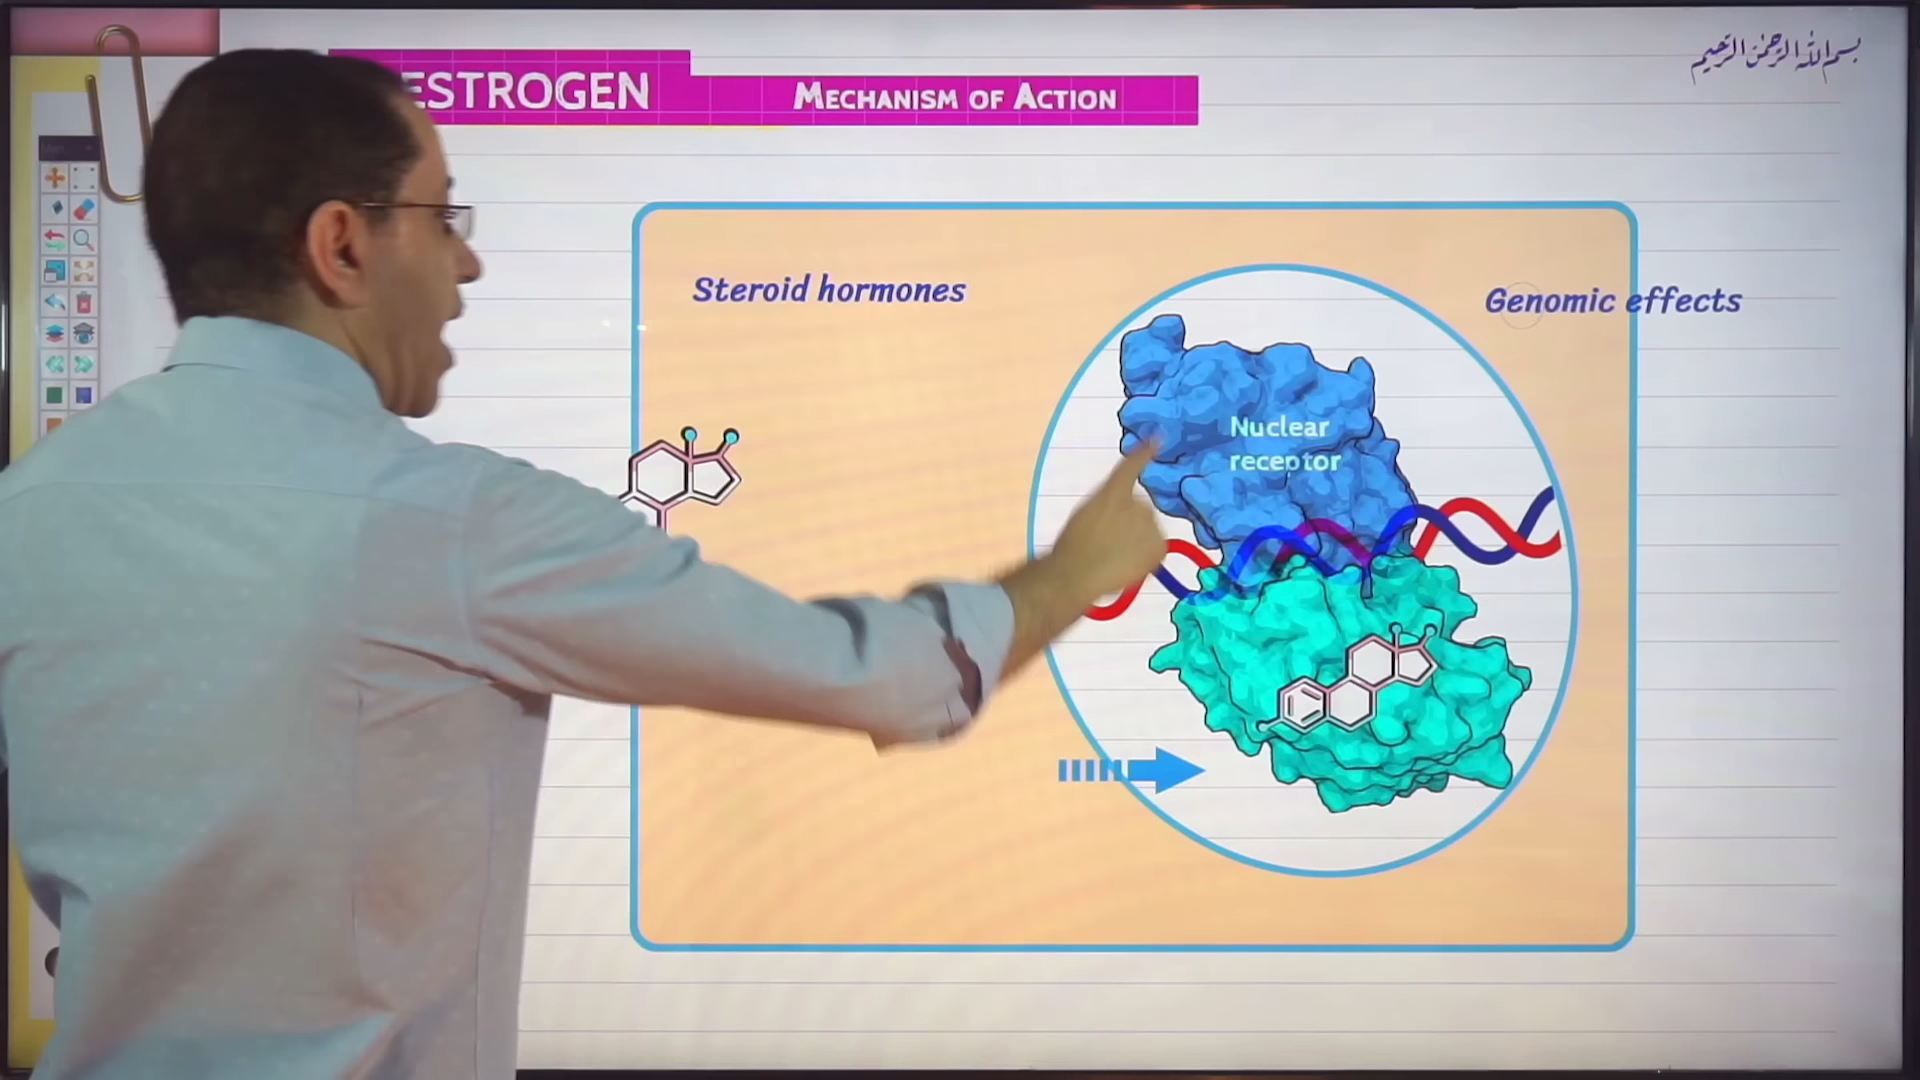 بسم الله الرحمن الرحيم
ESTROGEN
MECHANISM OF ACTION
Steroid hormones
Genomic effects
Nuclear
receptor